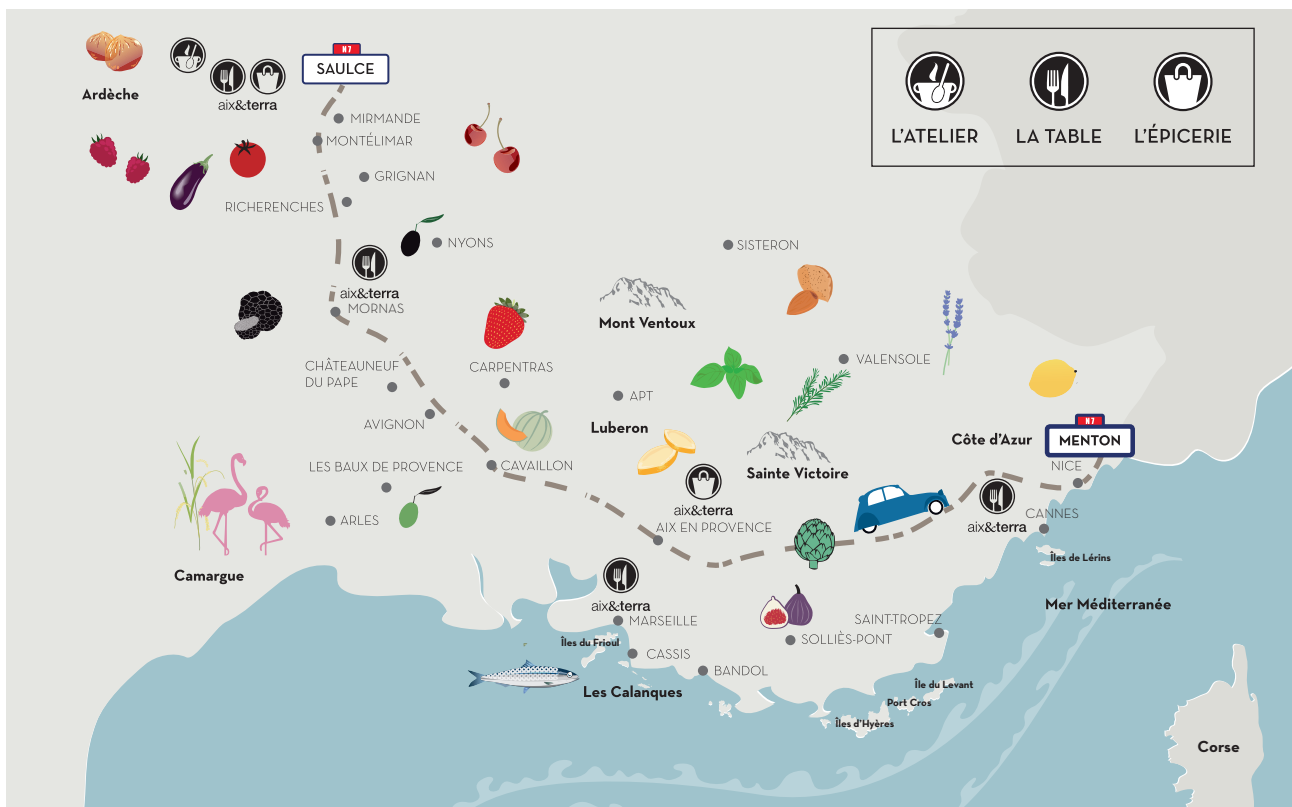 N7
SAULCE
Ardèche
aix&terra
L'ATELIER
LA TABLE
L'ÉPICERIE
MIRMANDE
MONTÉLIMAR
GRIGNAN
RICHERENCHES
NYONS
SISTERON
aix&terra
MORNAS
Mont Ventoux
CHÂTEAUNEUF
DU PAPE
CARPENTRAS
VALENSOLE
APT
AVIGNON
Luberon
N7
MENTON
Côte d'Azur
LES BAUX DE PROVENCE
CAVAILLON
Sainte Victoire
NICE
aix&terra
AIX EN PROVENCE
ARLES
aix&terra
CANNES
Îles de Lérins
Camargue
aix&terra
MARSEILLE
Mer Méditerranée
SAINT-TROPEZ
SOLLIÈS-PONT
Îles du Frioul
CASSIS
BANDOL
Les Calanques
Île du Levant
Port Cros
Îles d'Hyères
Corse